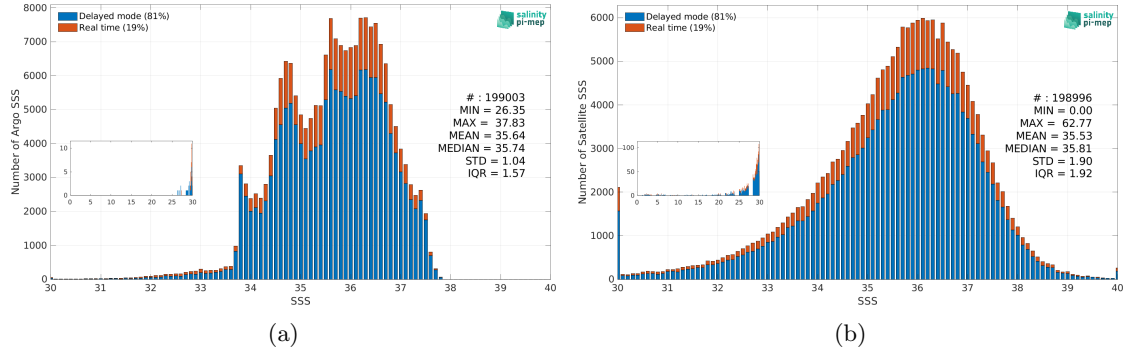 Delayed mode (81%)
Real time (19%)
salinity
pi-mep
8000
7000
6000
5000
4000
3000
2000
1000
0
Number of Argo SSS
# : 199003
MIN = 26.35
MAX = 37.83
MEAN = 35.64
MEDIAN = 35.74
STD = 1.04
IQR = 1.57
10
5
0
0 5 10 15 20 25 30
30 31 32 33 34 35 36 37 38 39 40
SSS
(a)
Delayed mode (81%)
Real time (19%)
salinity
pi-mep
6000
5000
4000
3000
2000
1000
0
Number of Satellite SSS
# : 198996
MIN = 0.00
MAX = 62.77
MEAN = 35.53
MEDIAN = 35.81
STD = 1.90
IQR = 1.92
100
50
0
0 5 10 15 20 25 30
30 31 32 33 34 35 36 37 38 39 40
SSS
(b)